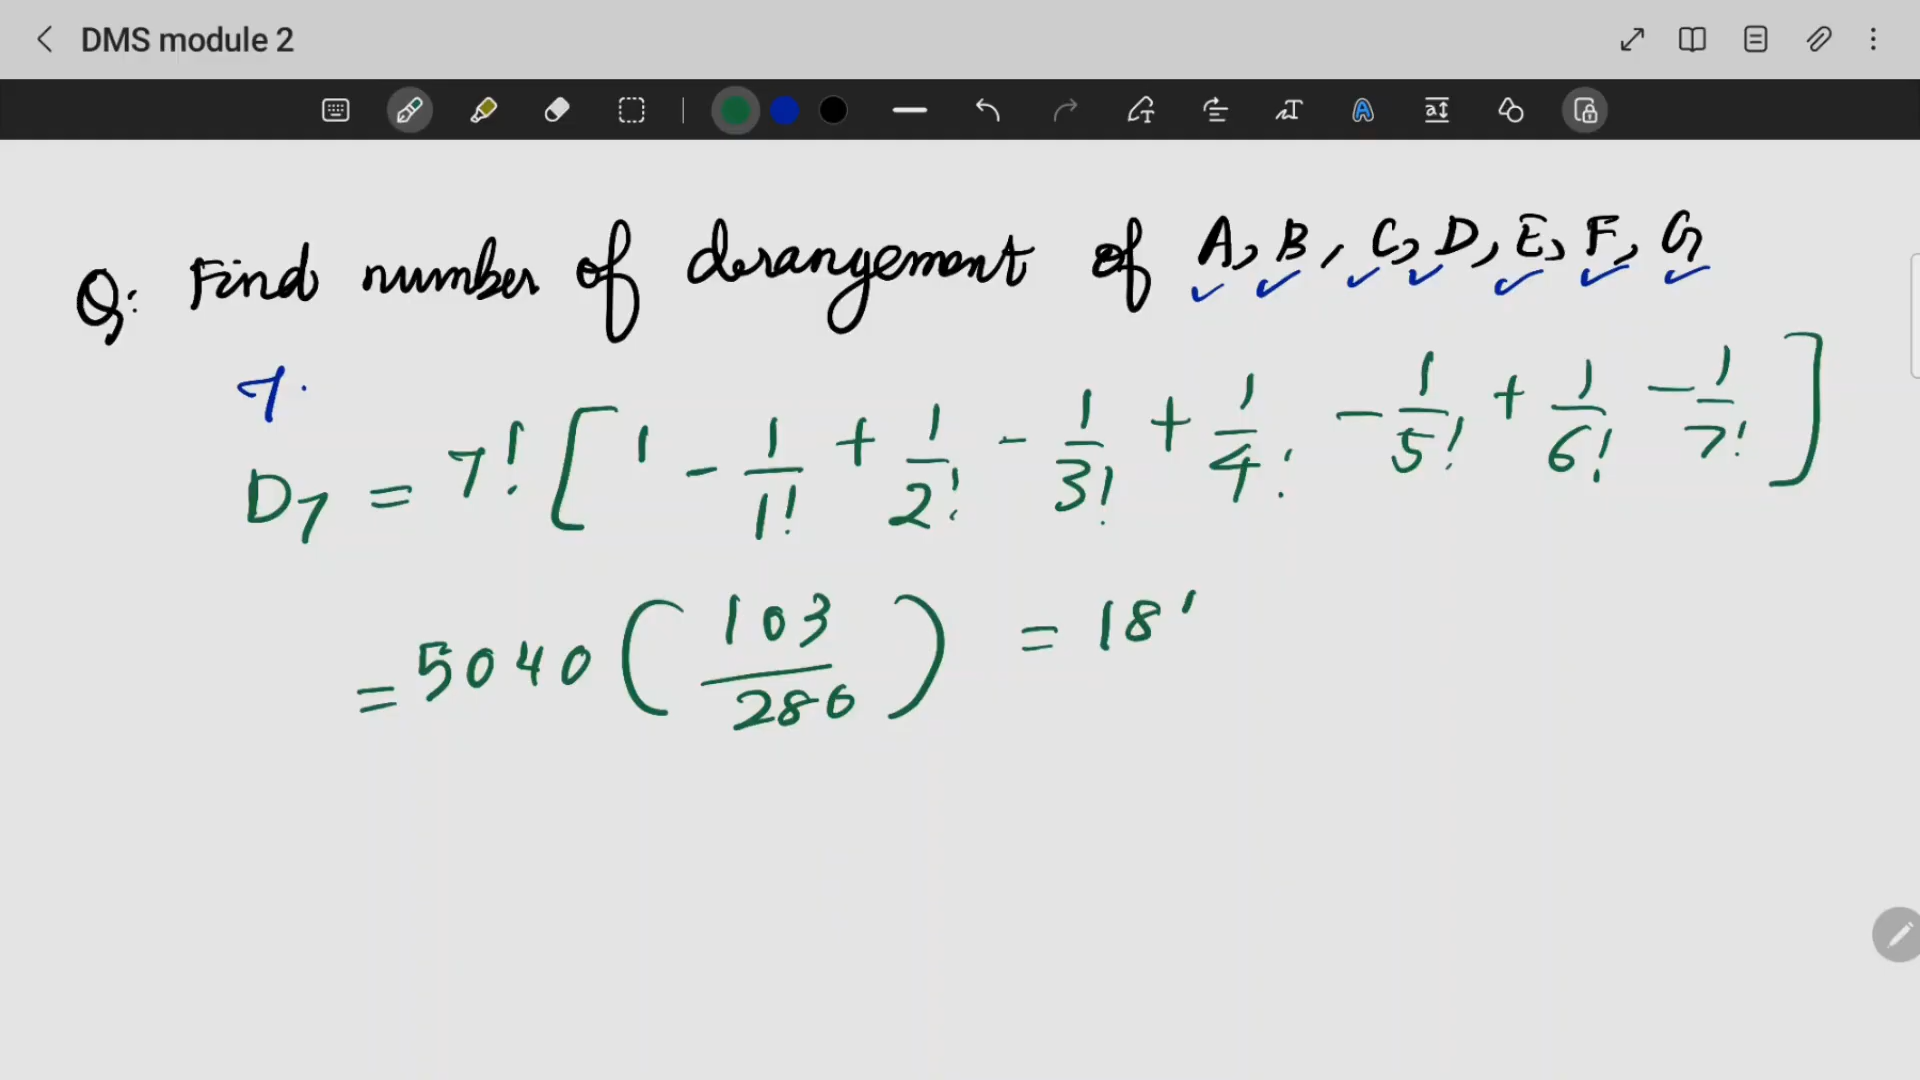 DMS module 2
Q: Find number of derangement of A, B, C, D, E, F, G
7.
D7 = 7! [ 1 - 1/1! + 1/2! - 1/3! + 1/4! - 1/5! + 1/6! - 1/7! ]
= 5040 ( 103/280 ) = 18'